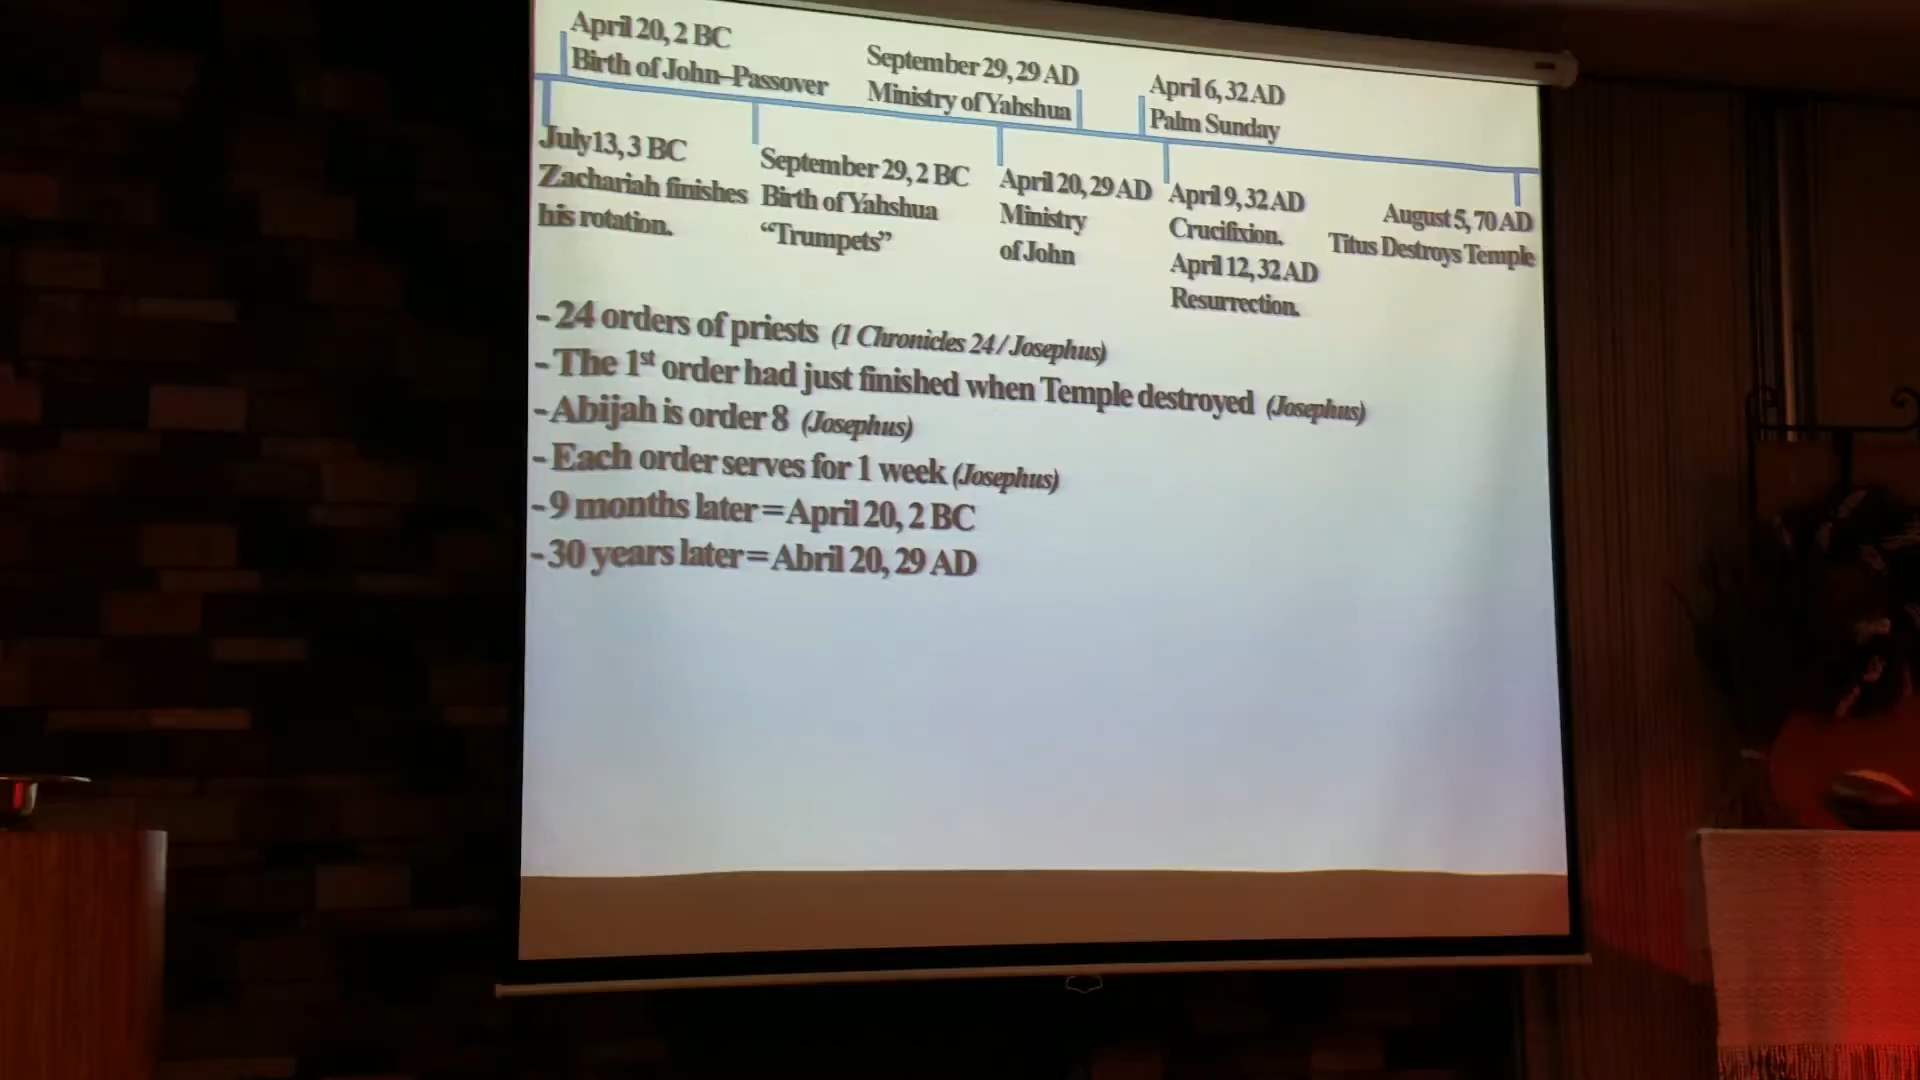 April 20, 2 BC
Birth of John–Passover
September 29, 29 AD
Ministry of Yahshua
April 6, 32 AD
Palm Sunday
July13, 3 BC
Zachariah finishes
his rotation.
September 29, 2 BC
Birth of Yahshua
“Trumpets”
April 20, 29 AD
Ministry
of John
April 9, 32 AD
Crucifixion.
April 12, 32 AD
Resurrection.
August 5, 70 AD
Titus Destroys Temple
- 24 orders of priests (1 Chronicles 24 / Josephus)
- The 1st order had just finished when Temple destroyed (Josephus)
- Abijah is order 8 (Josephus)
- Each order serves for 1 week (Josephus)
- 9 months later = April 20, 2 BC
- 30 years later = Abril 20, 29 AD